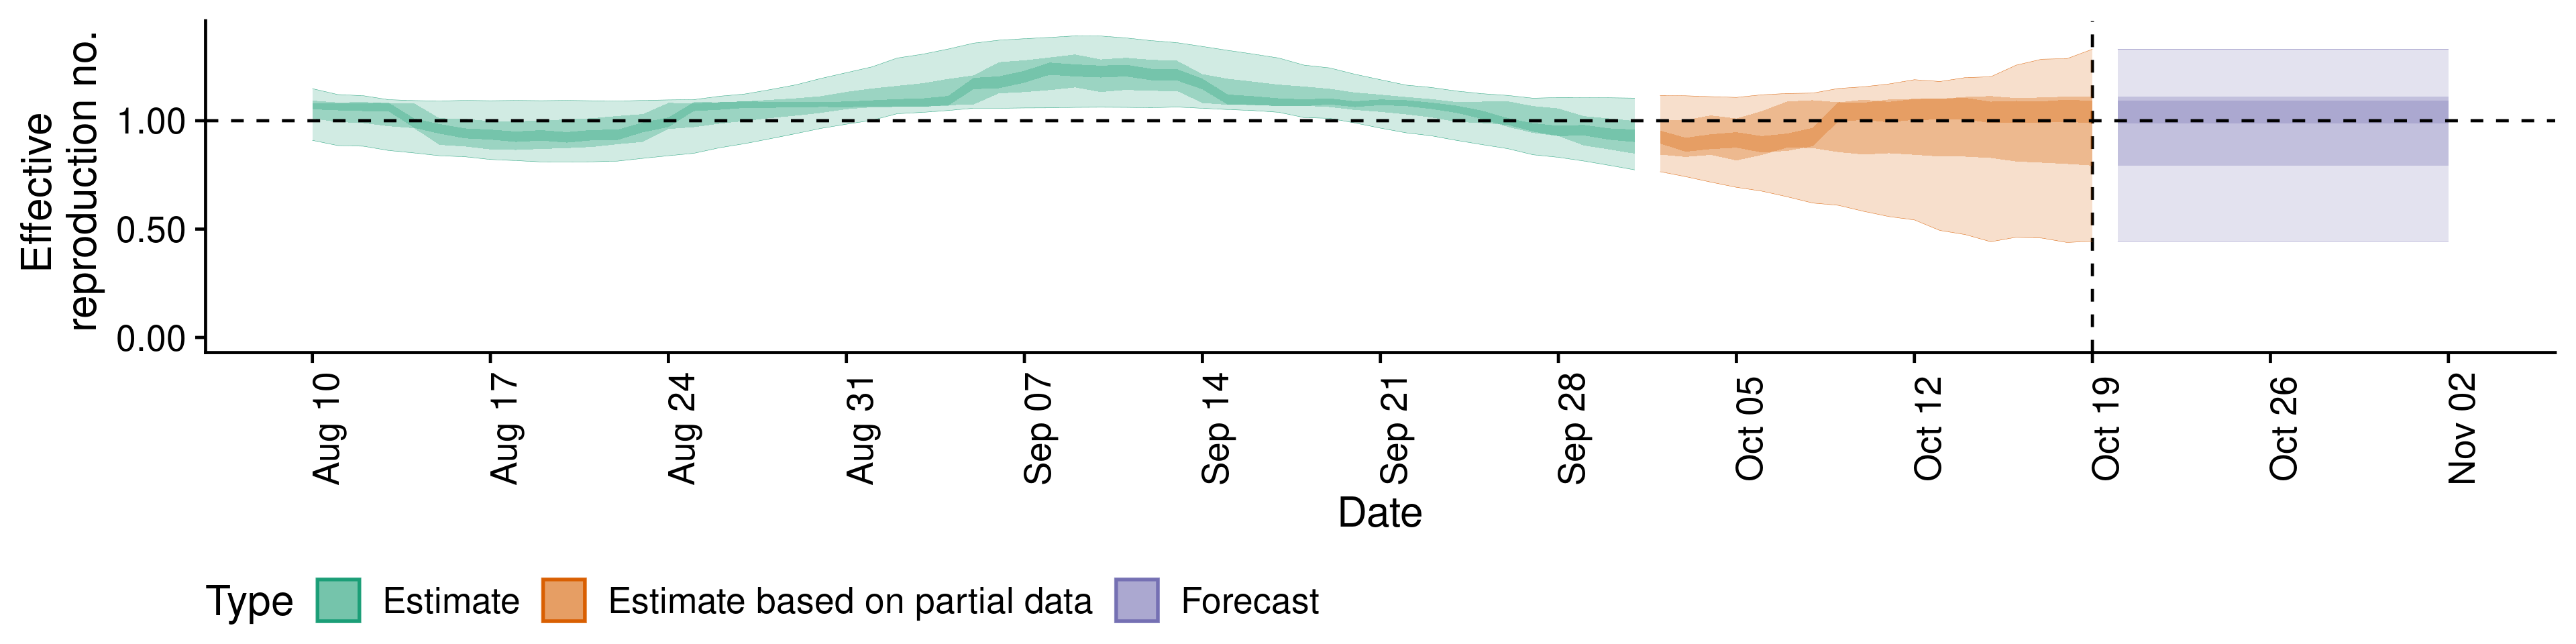 Effective
reproduction no.
1.00
0.50
0.00
Aug 10
Aug 17
Aug 24
Aug 31
Sep 07
Sep 14
Sep 21
Sep 28
Oct 05
Oct 12
Oct 19
Oct 26
Nov 02
Date
Type Estimate Estimate based on partial data Forecast